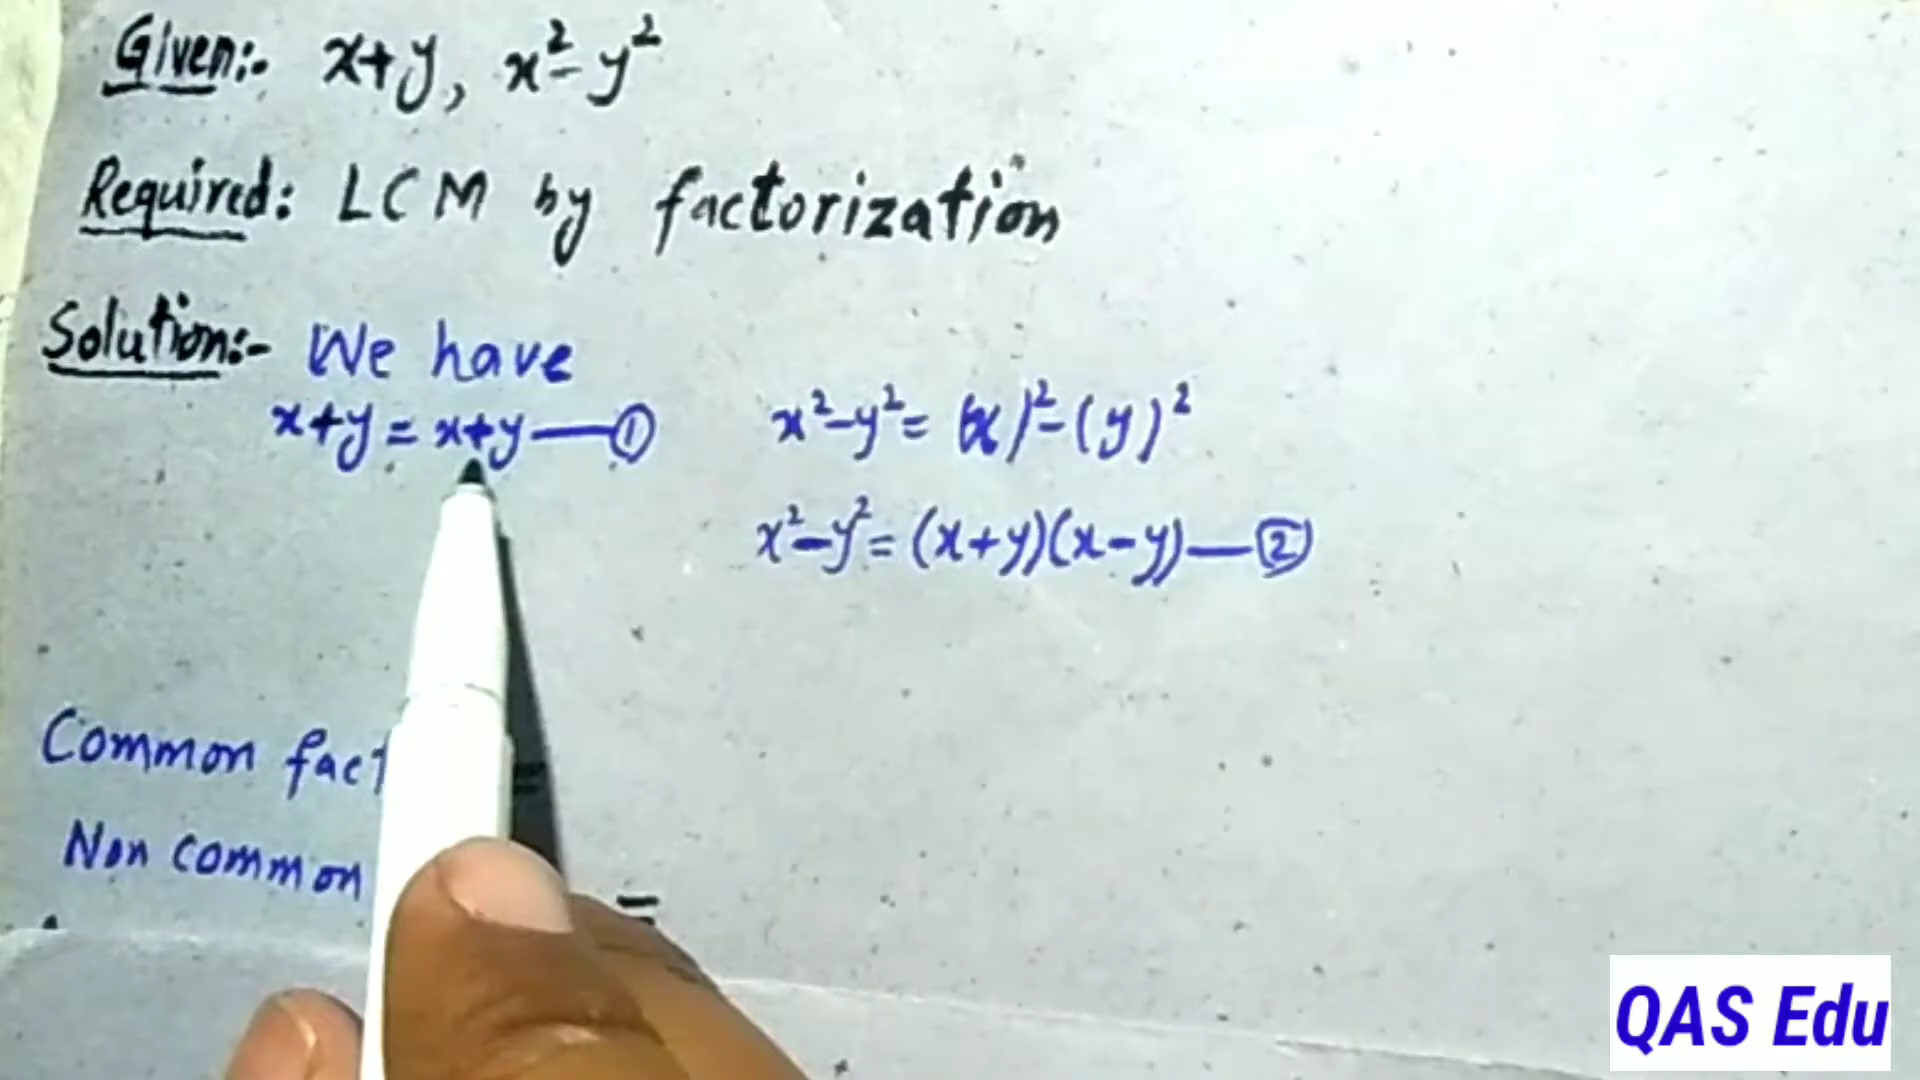 Given:- x+y, x²-y²
Required: LCM by factorization
Solution:- We have
x+y = x+y — ①
x²-y² = (x)²-(y)²
x²-y² = (x+y)(x-y) — ②
Common fact =
Non common =
QAS Edu